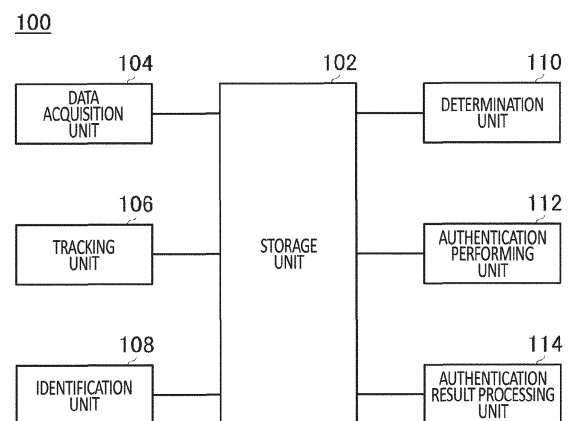 100
104
DATA
ACQUISITION
UNIT
102
STORAGE
UNIT
110
DETERMINATION
UNIT
106
TRACKING
UNIT
112
AUTHENTICATION
PERFORMING
UNIT
108
IDENTIFICATION
UNIT
114
AUTHENTICATION
RESULT PROCESSING
UNIT